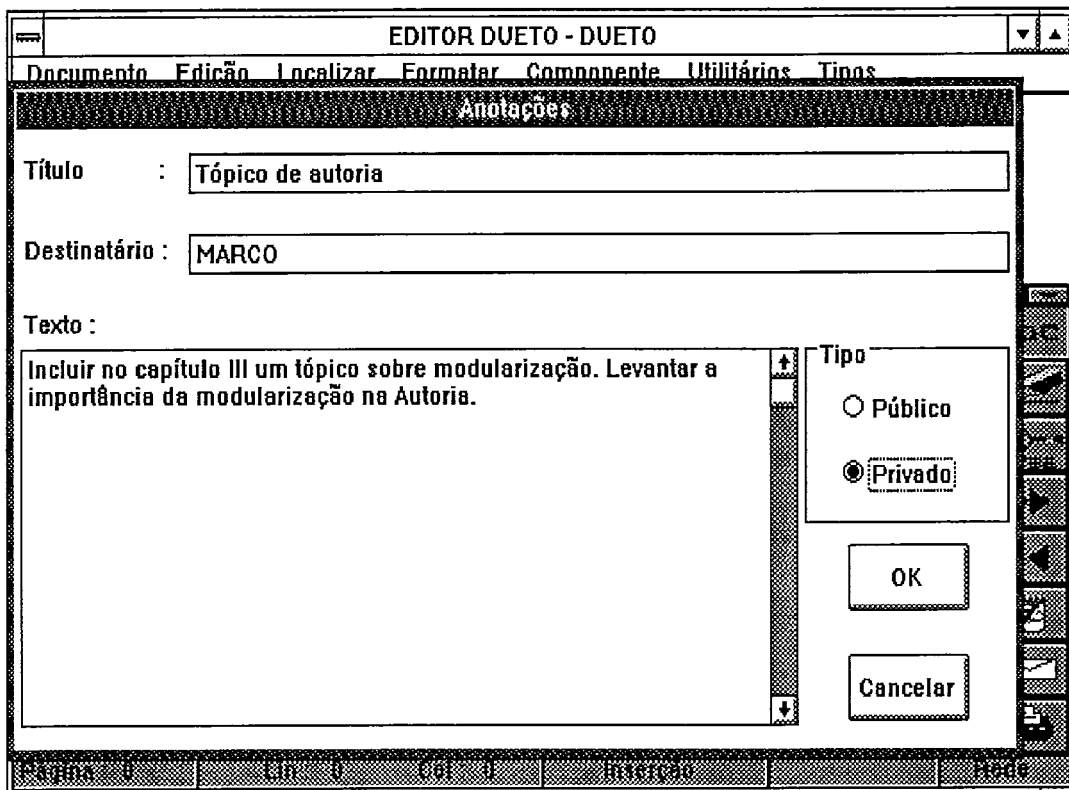 EDITOR DUETO - DUETO
Documento Edição Localizar Formatar Componente Utilitários Tipos
Anotações
Título : Tópico de autoria
Destinatário : MARCO
Texto :
Incluir no capítulo III um tópico sobre modularização. Levantar a
importância da modularização na Autoria.
Tipo
Público
Privado
OK
Cancelar
Página 0 Lin 0 Col 0 Inserção Rede